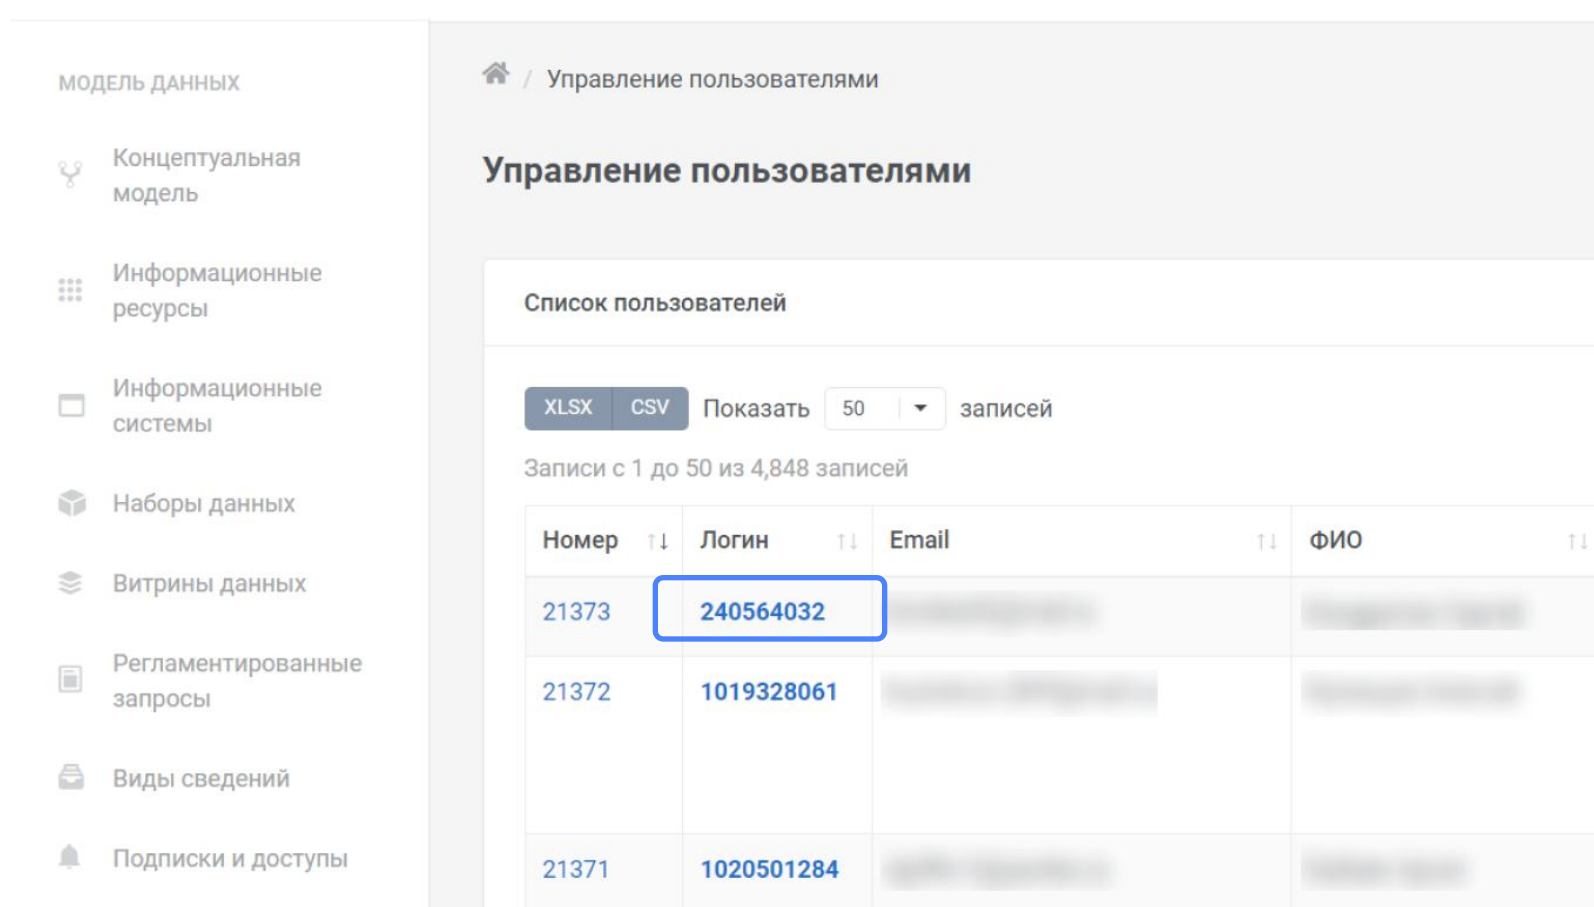 МОДЕЛЬ ДАННЫХ
Концептуальная
модель
Информационные
ресурсы
Информационные
системы
Наборы данных
Витрины данных
Регламентированные
запросы
Виды сведений
Подписки и доступы
/ Управление пользователями
Управление пользователями
Список пользователей
XLSX CSV Показать 50 записей
Записи с 1 до 50 из 4,848 записей
Номер ↑↓ Логин ↑↓ Email ↑↓ ФИО ↑↓
21373 240564032
21372 1019328061
21371 1020501284